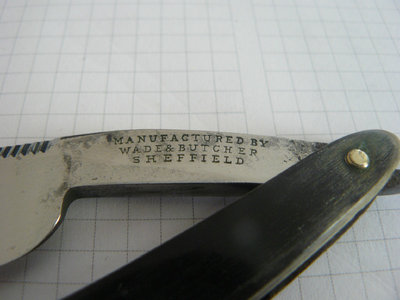 MANUFACTURED BY
WADE & BUTCHER
SHEFFIELD